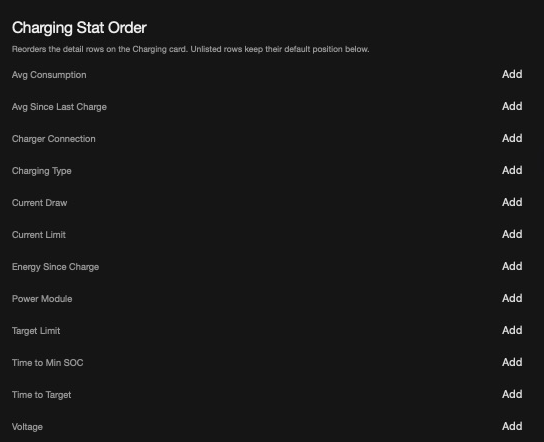 Charging Stat Order
Reorders the detail rows on the Charging card. Unlisted rows keep their default position below.
Avg Consumption Add
Avg Since Last Charge Add
Charger Connection Add
Charging Type Add
Current Draw Add
Current Limit Add
Energy Since Charge Add
Power Module Add
Target Limit Add
Time to Min SOC Add
Time to Target Add
Voltage Add